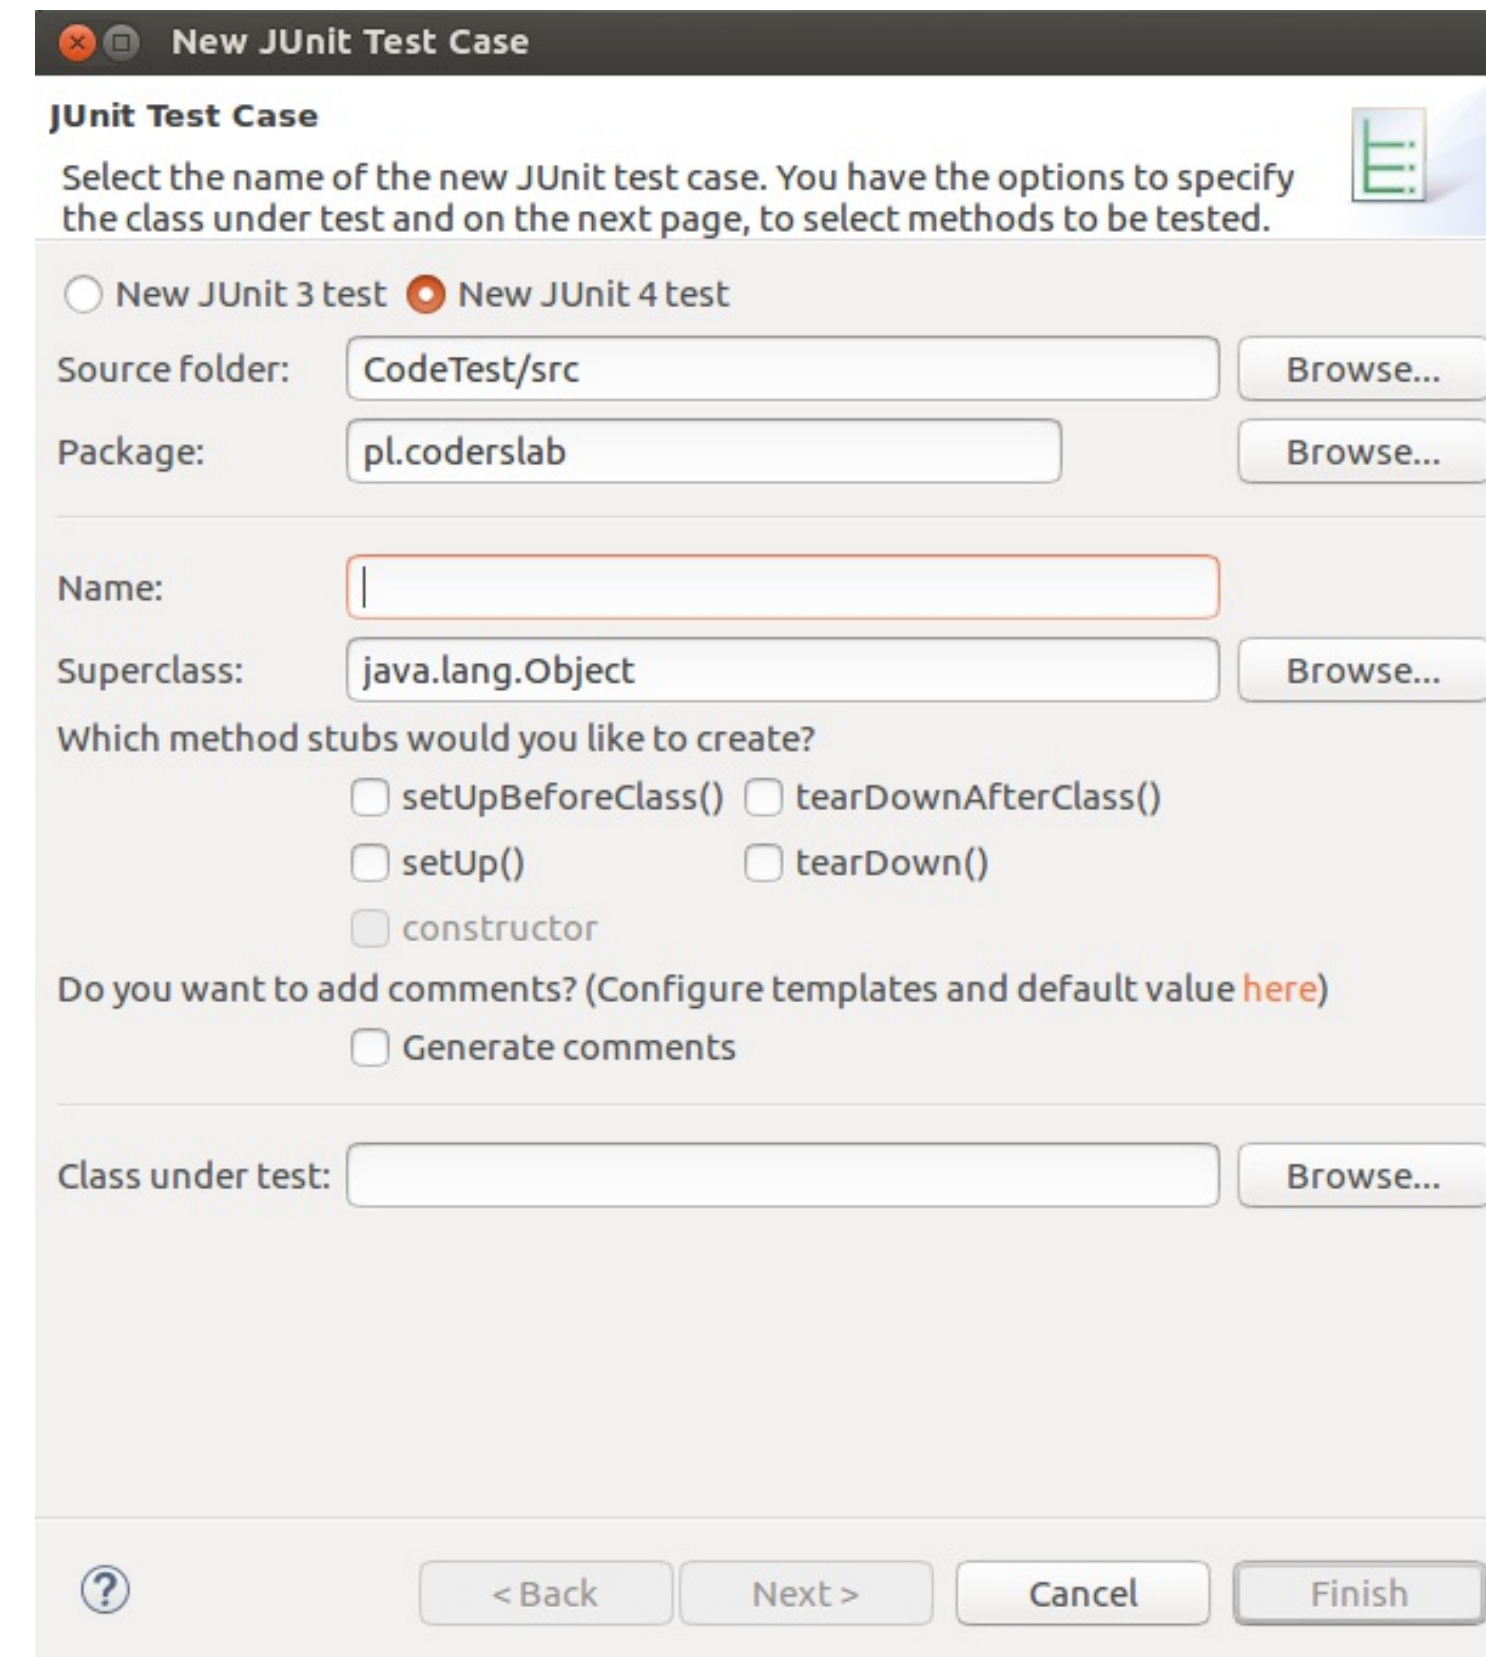 New JUnit Test Case
JUnit Test Case
Select the name of the new JUnit test case. You have the options to specify
the class under test and on the next page, to select methods to be tested.
New JUnit 3 test New JUnit 4 test
Source folder: CodeTest/src Browse...
Package: pl.coderslab Browse...
Name:
Superclass: java.lang.Object Browse...
Which method stubs would you like to create?
setUpBeforeClass() tearDownAfterClass()
setUp() tearDown()
constructor
Do you want to add comments? (Configure templates and default value here)
Generate comments
Class under test: Browse...
? < Back Next > Cancel Finish